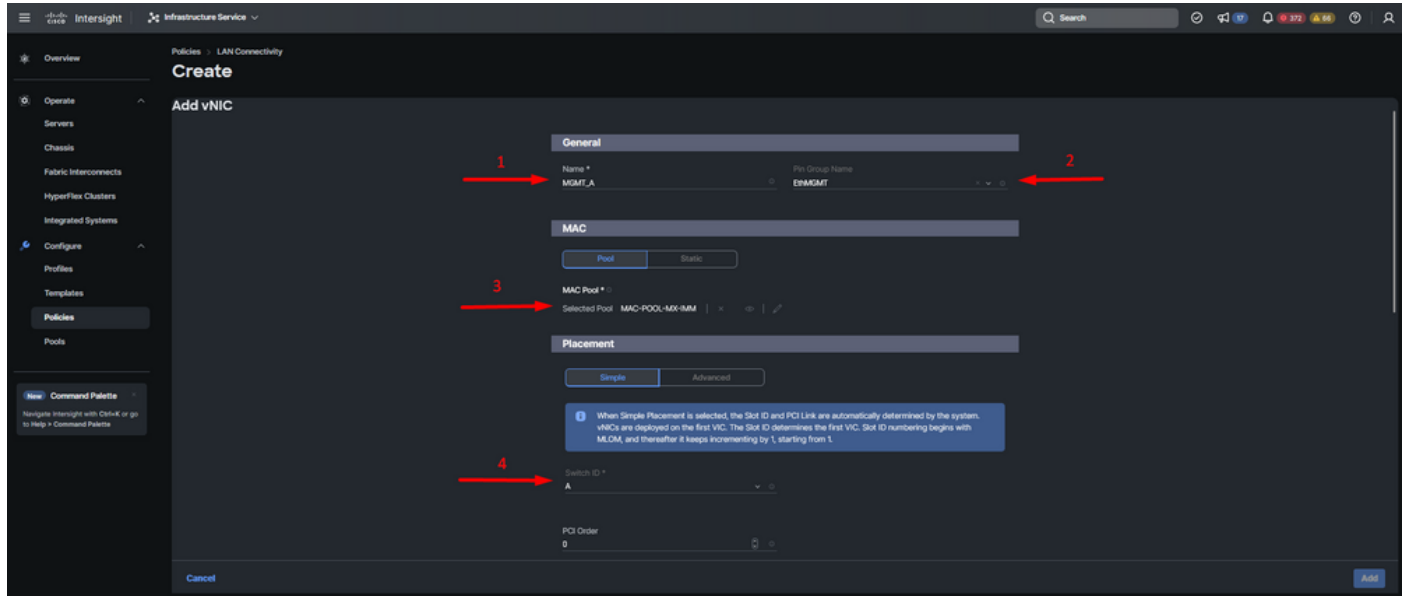 cisco Intersight Infrastructure Service Search 17 372 66
Overview
Operate
Servers
Chassis
Fabric Interconnects
HyperFlex Clusters
Integrated Systems
Configure
Profiles
Templates
Policies
Pools
New Command Palette
Navigate Intersight with Ctrl+K or go
to Help > Command Palette
Policies > LAN Connectivity
Create
Add vNIC
General
1 2
Name * Pin Group Name
MGMT_A EthMGMT
MAC
Pool Static
3
MAC Pool *
Selected Pool MAC-POOL-MX-IMM
Placement
Simple Advanced
When Simple Placement is selected, the Slot ID and PCI Link are automatically determined by the system.
vNICs are deployed on the first VIC. The Slot ID determines the first VIC. Slot ID numbering begins with
MLOM, and thereafter it keeps incrementing by 1, starting from 1.
4
Switch ID *
A
PCI Order
0
Cancel Add